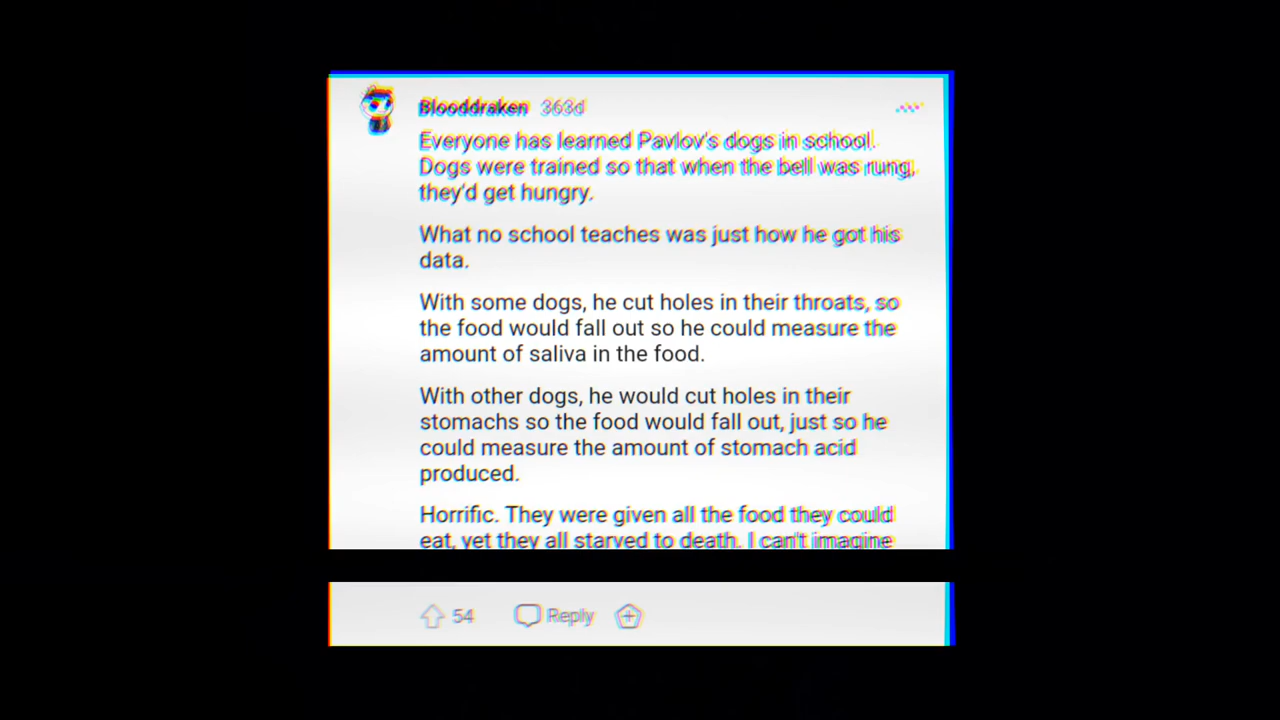 Blooddraken 363d
Everyone has learned Pavlov's dogs in school.
Dogs were trained so that when the bell was rung,
they'd get hungry.
What no school teaches was just how he got his
data.
With some dogs, he cut holes in their throats, so
the food would fall out so he could measure the
amount of saliva in the food.
With other dogs, he would cut holes in their
stomachs so the food would fall out, just so he
could measure the amount of stomach acid
produced.
Horrific. They were given all the food they could
eat, yet they all starved to death. I can't imagine
54 Reply